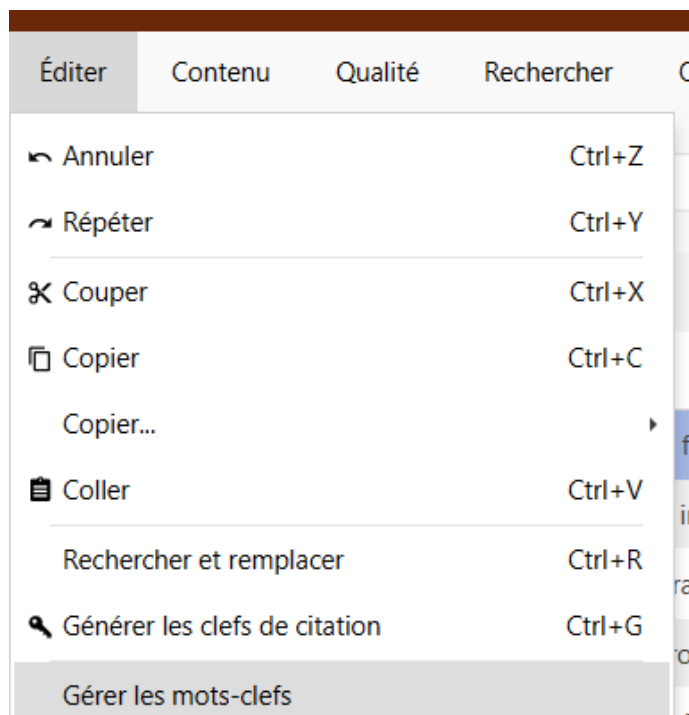 Éditer Contenu Qualité Rechercher
Annuler Ctrl+Z
Répéter Ctrl+Y
Couper Ctrl+X
Copier Ctrl+C
Copier...
Coller Ctrl+V
Rechercher et remplacer Ctrl+R
Générer les clefs de citation Ctrl+G
Gérer les mots-clefs